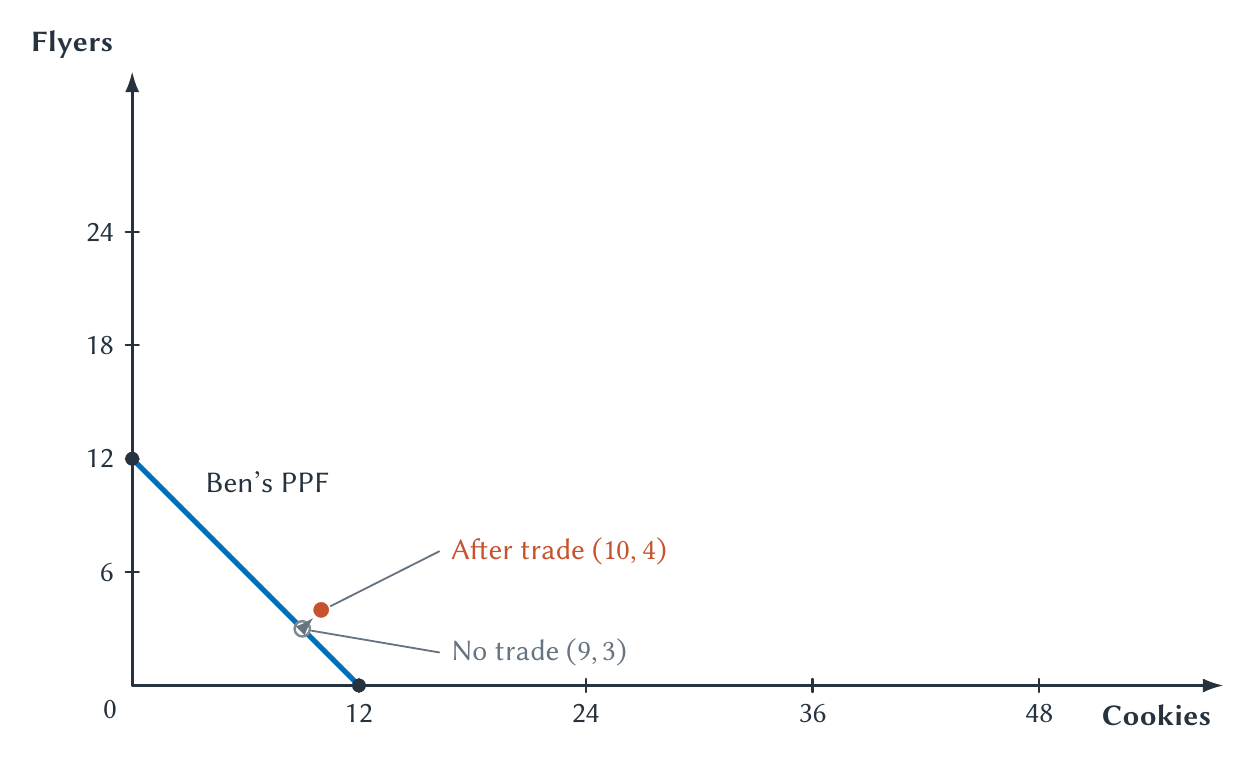 Flyers
24
18
12
Ben’s PPF
After trade (10, 4)
6
No trade (9, 3)
0
12
24
36
48
Cookies